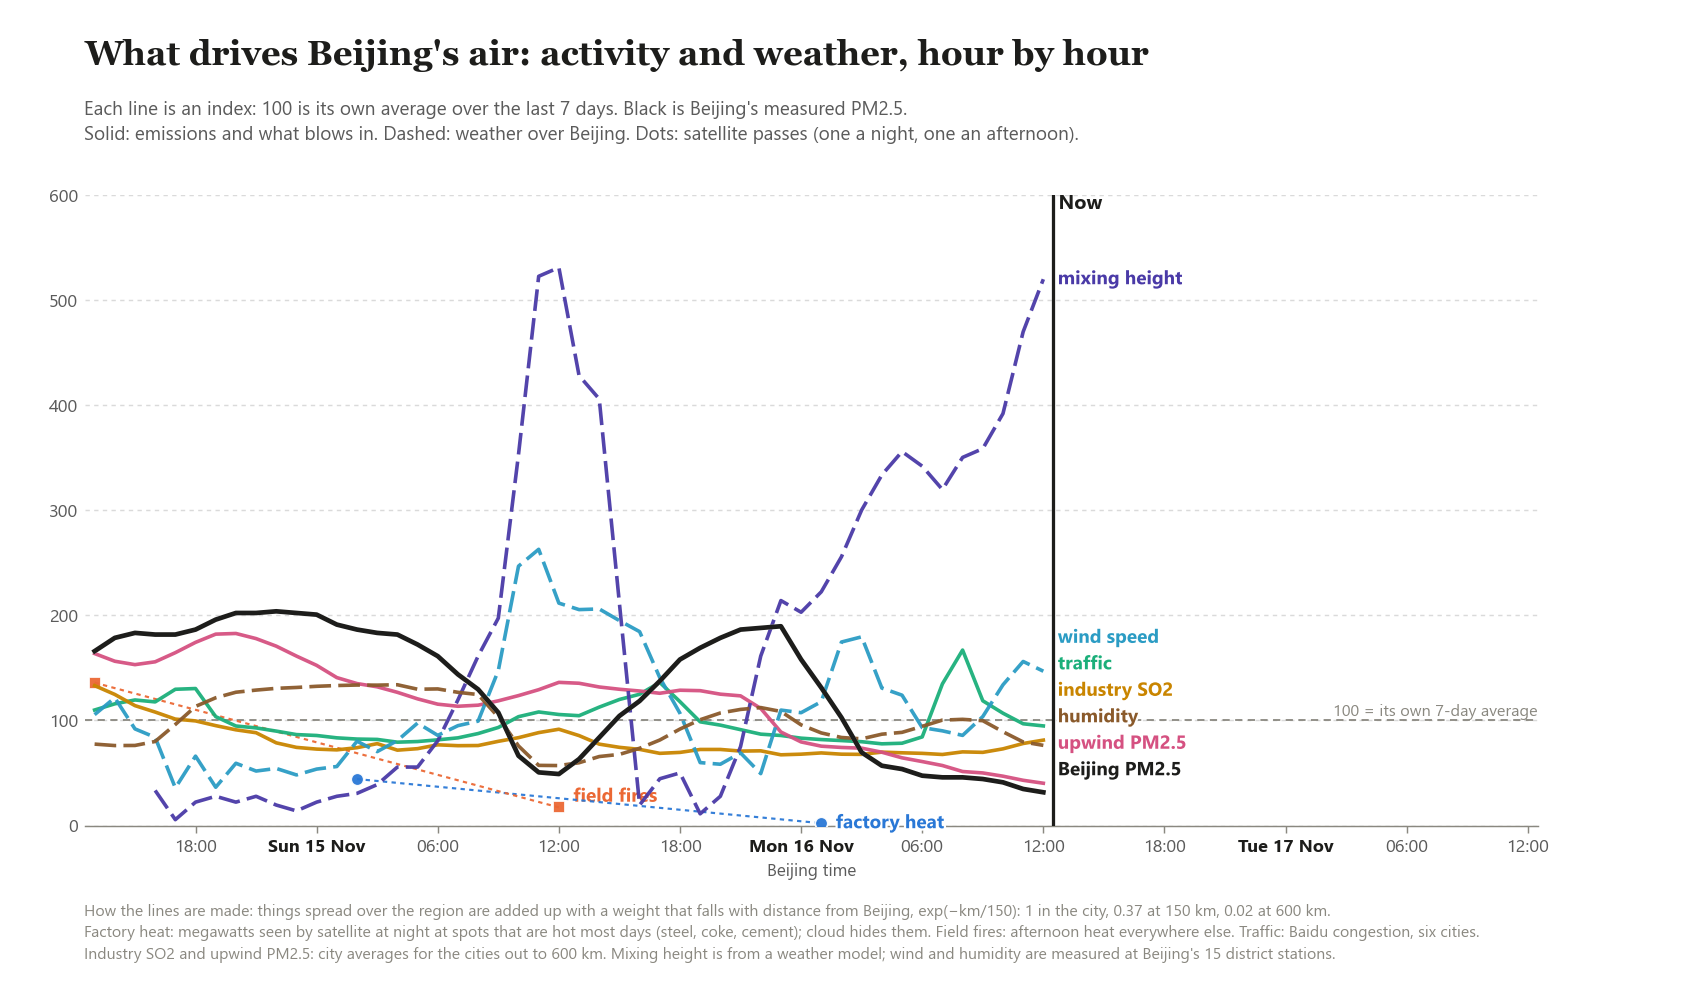 What drives Beijing's air: activity and weather, hour by hour
Each line is an index: 100 is its own average over the last 7 days. Black is Beijing's measured PM2.5.
Solid: emissions and what blows in. Dashed: weather over Beijing. Dots: satellite passes (one a night, one an afternoon).
600
500
400
300
200
100
0
Now
mixing height
wind speed
traffic
industry SO2
humidity
upwind PM2.5
Beijing PM2.5
100 = its own 7-day average
field fires
factory heat
18:00 Sun 15 Nov 06:00 12:00 18:00 Mon 16 Nov 06:00 12:00 18:00 Tue 17 Nov 06:00 12:00
Beijing time
How the lines are made: things spread over the region are added up with a weight that falls with distance from Beijing, exp(−km/150): 1 in the city, 0.37 at 150 km, 0.02 at 600 km.
Factory heat: megawatts seen by satellite at night at spots that are hot most days (steel, coke, cement); cloud hides them. Field fires: afternoon heat everywhere else. Traffic: Baidu congestion, six cities.
Industry SO2 and upwind PM2.5: city averages for the cities out to 600 km. Mixing height is from a weather model; wind and humidity are measured at Beijing's 15 district stations.